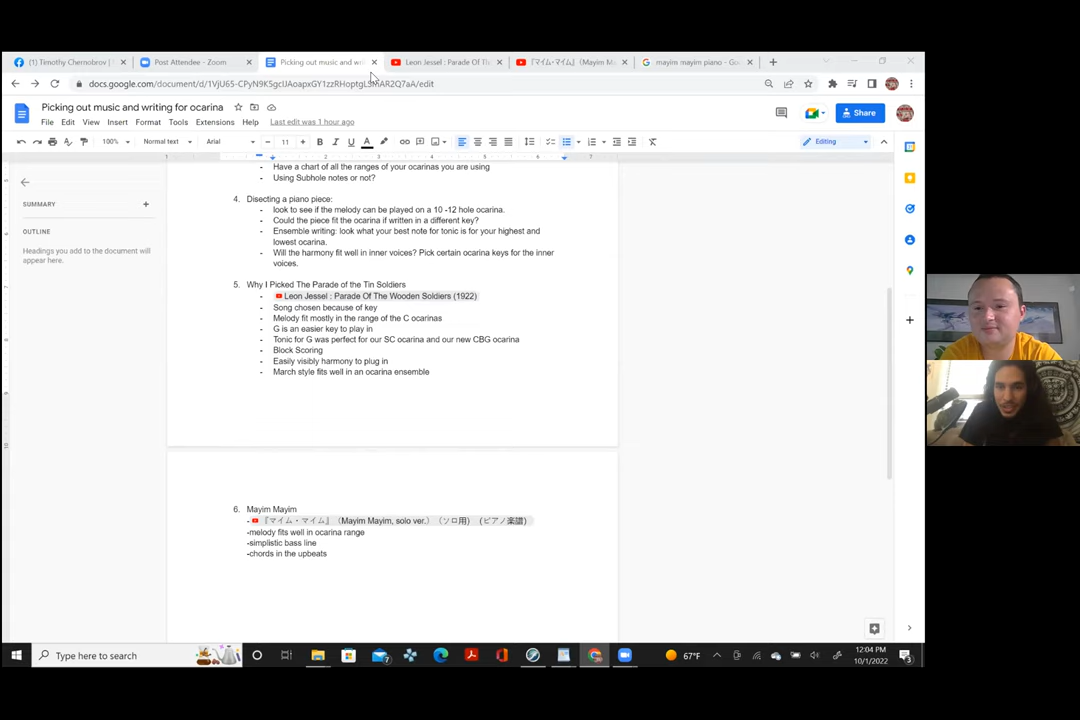 (1) Timothy Chernobrov |
Post Attendee - Zoom
Picking out music and wri
Leon Jessel : Parade Of Th
『マイム・マイム』 (Mayim M
mayim mayim piano - Go
Picking out music and writing for ocarina
File Edit View Insert Format Tools Extensions Help Last edit was 1 hour ago
Share
100% Normal text Arial 11 Editing
SUMMARY
OUTLINE
Headings you add to the document will
appear here.
- Have a chart of all the ranges of your ocarinas you are using
- Using Subhole notes or not?
4. Disecting a piano piece:
- look to see if the melody can be played on a 10 -12 hole ocarina.
- Could the piece fit the ocarina if written in a different key?
- Ensemble writing: look what your best note for tonic is for your highest and
lowest ocarina.
- Will the harmony fit well in inner voices? Pick certain ocarina keys for the inner
voices.
5. Why I Picked The Parade of the Tin Soldiers
- Leon Jessel : Parade Of The Wooden Soldiers (1922)
- Song chosen because of key
- Melody fit mostly in the range of the C ocarinas
- G is an easier key to play in
- Tonic for G was perfect for our SC ocarina and our new CBG ocarina
- Block Scoring
- Easily visibly harmony to plug in
- March style fits well in an ocarina ensemble
6. Mayim Mayim
- 『マイム・マイム』 (Mayim Mayim, solo ver.) (ソロ用) (ピアノ楽譜)
-melody fits well in ocarina range
-simplistic bass line
-chords in the upbeats
Type here to search
67°F
12:04 PM
10/1/2022